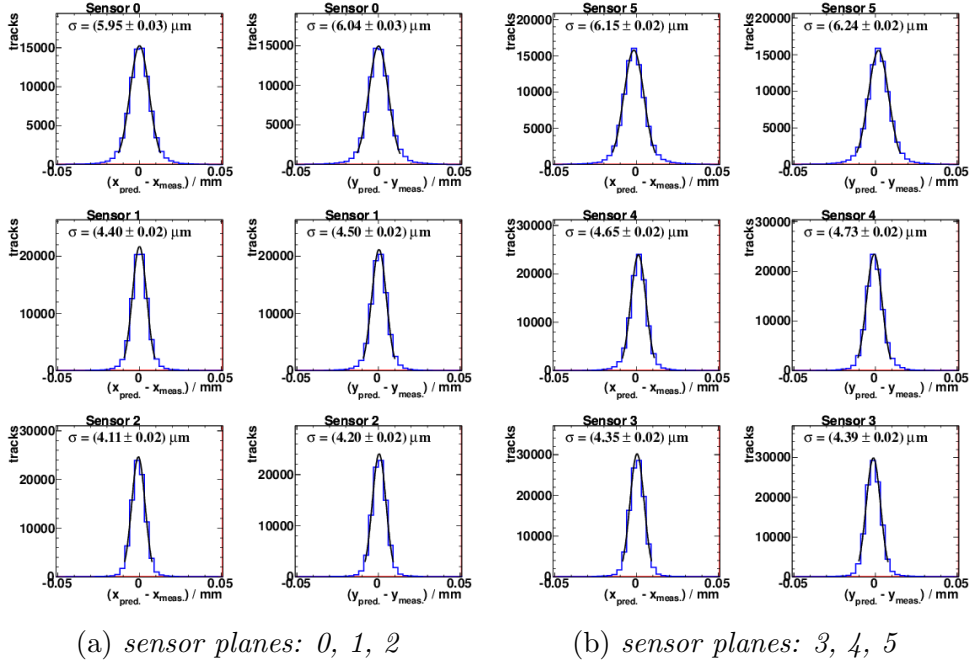 Sensor 0
tracks
σ = (5.95 ± 0.03) μm
15000
10000
5000
0
-0.05 0 0.05
(x_pred. - x_meas.) / mm
Sensor 0
tracks
σ = (6.04 ± 0.03) μm
15000
10000
5000
0
-0.05 0 0.05
(y_pred. - y_meas.) / mm
Sensor 5
tracks
σ = (6.15 ± 0.02) μm
20000
15000
10000
5000
0
-0.05 0 0.05
(x_pred. - x_meas.) / mm
Sensor 5
tracks
σ = (6.24 ± 0.02) μm
20000
15000
10000
5000
0
-0.05 0 0.05
(y_pred. - y_meas.) / mm
Sensor 1
tracks
σ = (4.40 ± 0.02) μm
20000
10000
0
-0.05 0 0.05
(x_pred. - x_meas.) / mm
Sensor 1
tracks
σ = (4.50 ± 0.02) μm
20000
10000
0
-0.05 0 0.05
(y_pred. - y_meas.) / mm
Sensor 4
tracks
σ = (4.65 ± 0.02) μm
30000
20000
10000
0
-0.05 0 0.05
(x_pred. - x_meas.) / mm
Sensor 4
tracks
σ = (4.73 ± 0.02) μm
30000
20000
10000
0
-0.05 0 0.05
(y_pred. - y_meas.) / mm
Sensor 2
tracks
σ = (4.11 ± 0.02) μm
30000
20000
10000
0
-0.05 0 0.05
(x_pred. - x_meas.) / mm
Sensor 2
tracks
σ = (4.20 ± 0.02) μm
20000
10000
0
-0.05 0 0.05
(y_pred. - y_meas.) / mm
Sensor 3
tracks
σ = (4.35 ± 0.02) μm
30000
20000
10000
0
-0.05 0 0.05
(x_pred. - x_meas.) / mm
Sensor 3
tracks
σ = (4.39 ± 0.02) μm
30000
20000
10000
0
-0.05 0 0.05
(y_pred. - y_meas.) / mm
(a) sensor planes: 0, 1, 2
(b) sensor planes: 3, 4, 5